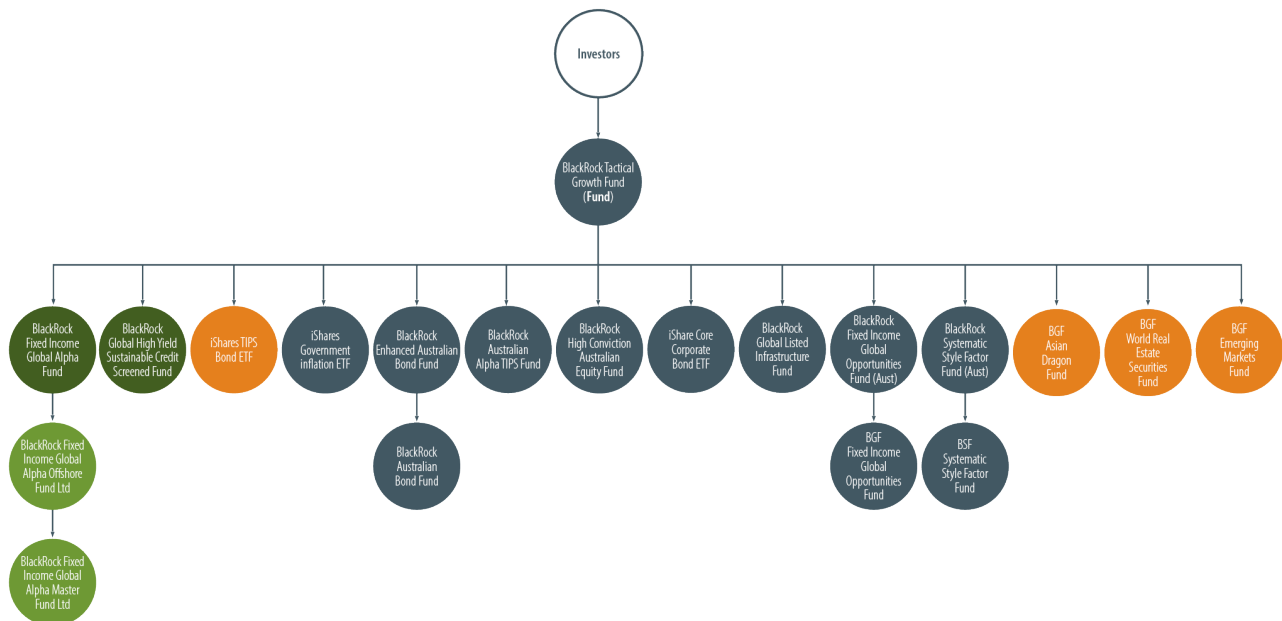 Investors
BlackRock Tactical
Growth Fund
(Fund)
BlackRock
Fixed Income
Global Alpha
Fund
BlackRock
Global High Yield
Sustainable Credit
Screened Fund
iShares TIPS
Bond ETF
iShares
Government
inflation ETF
BlackRock
Enhanced Australian
Bond Fund
BlackRock
Australian
Alpha TIPS Fund
BlackRock
High Conviction
Australian
Equity Fund
iShare Core
Corporate
Bond ETF
BlackRock
Global Listed
Infrastructure
Fund
BlackRock
Fixed Income
Global
Opportunities
Fund (Aust)
BlackRock
Systematic
Style Factor
Fund (Aust)
BGF
Asian
Dragon
Fund
BGF
World Real
Estate
Securities
Fund
BGF
Emerging
Markets
Fund
BlackRock Fixed
Income Global
Alpha Offshore
Fund Ltd
BlackRock
Australian
Bond Fund
BGF
Fixed Income
Global
Opportunities
Fund
BSF
Systematic
Style Factor
Fund
BlackRock Fixed
Income Global
Alpha Master
Fund Ltd